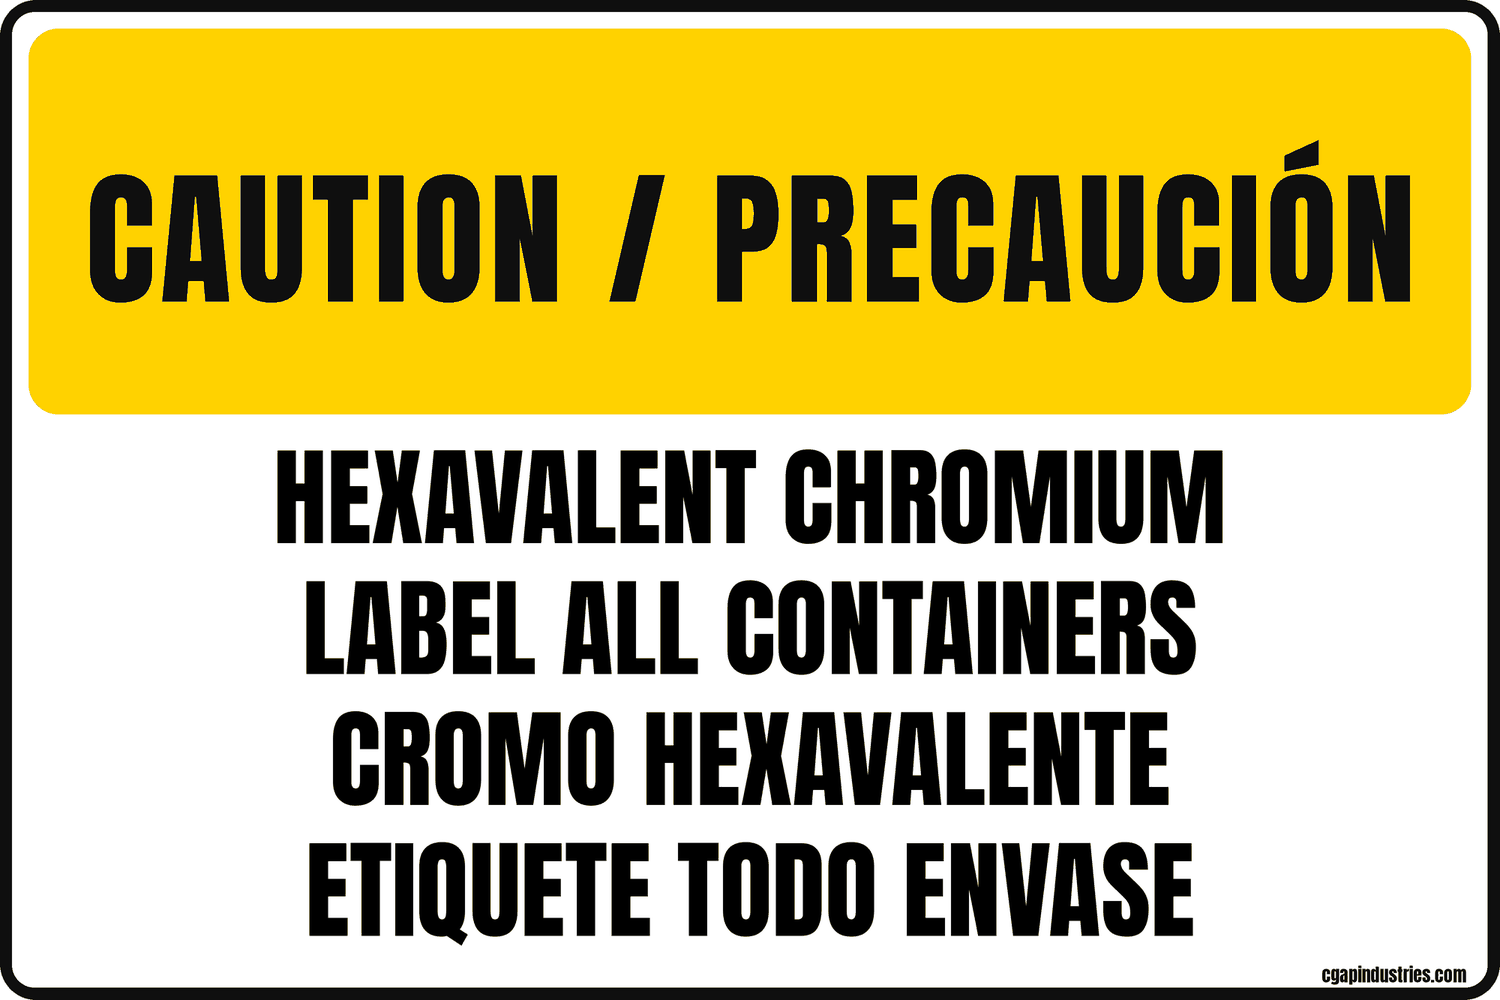 CAUTION / PRECAUCIÓN
HEXAVALENT CHROMIUM
LABEL ALL CONTAINERS
CROMO HEXAVALENTE
ETIQUETE TODO ENVASE
cgapindustries.com